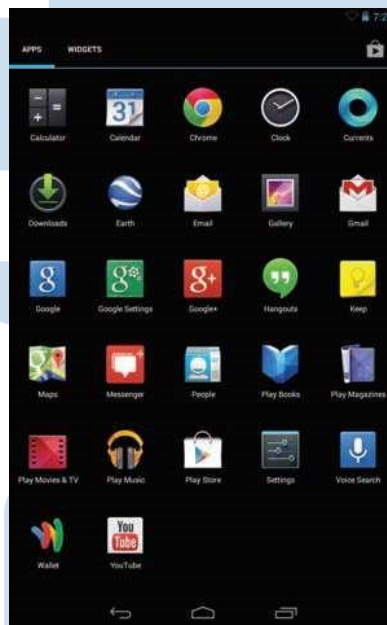 7:2
APPS WIDGETS
31
Calculator Calendar Chrome Clock Currents
Downloads Earth Email Gallery Gmail
g g g+
Google Google Settings Google+ Hangouts Keep
Maps Messenger People Play Books Play Magazines
Play Movies & TV Play Music Play Store Settings Voice Search
You
Tube
Wallet YouTube